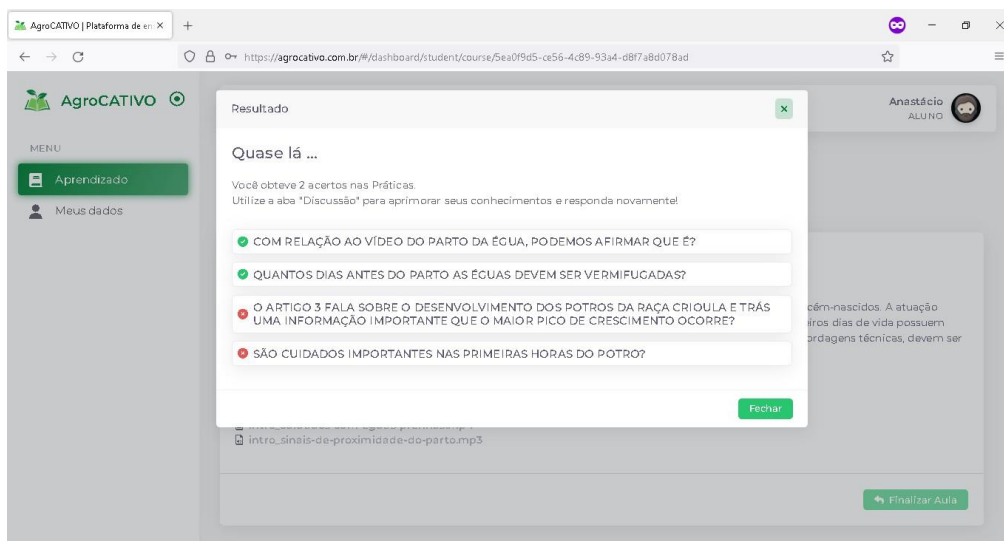 AgroCATIVO | Plataforma de en
https://agrocativo.com.br/#/dashboard/student/course/5ea0f9d5-ce56-4c89-93a4-d8f7a8d078ad
AgroCATIVO
Anastácio
ALUNO
MENU
Aprendizado
Meus dados
Resultado
Quase lá ...
Você obteve 2 acertos nas Práticas.
Utilize a aba "Discussão" para aprimorar seus conhecimentos e responda novamente!
COM RELAÇÃO AO VÍDEO DO PARTO DA ÉGUA, PODEMOS AFIRMAR QUE É?
QUANTOS DIAS ANTES DO PARTO AS ÉGUAS DEVEM SER VERMIFUGADAS?
O ARTIGO 3 FALA SOBRE O DESENVOLVIMENTO DOS POTROS DA RAÇA CRIOULA E TRÁS
UMA INFORMAÇÃO IMPORTANTE QUE O MAIOR PICO DE CRESCIMENTO OCORRE?
SÃO CUIDADOS IMPORTANTES NAS PRIMEIRAS HORAS DO POTRO?
Fechar
cém-nascidos. A atuação
iros dias de vida possuem
ordagens técnicas, devem ser
intro_sinais-de-proximidade-do-parto.mp3
Finalizar Aula